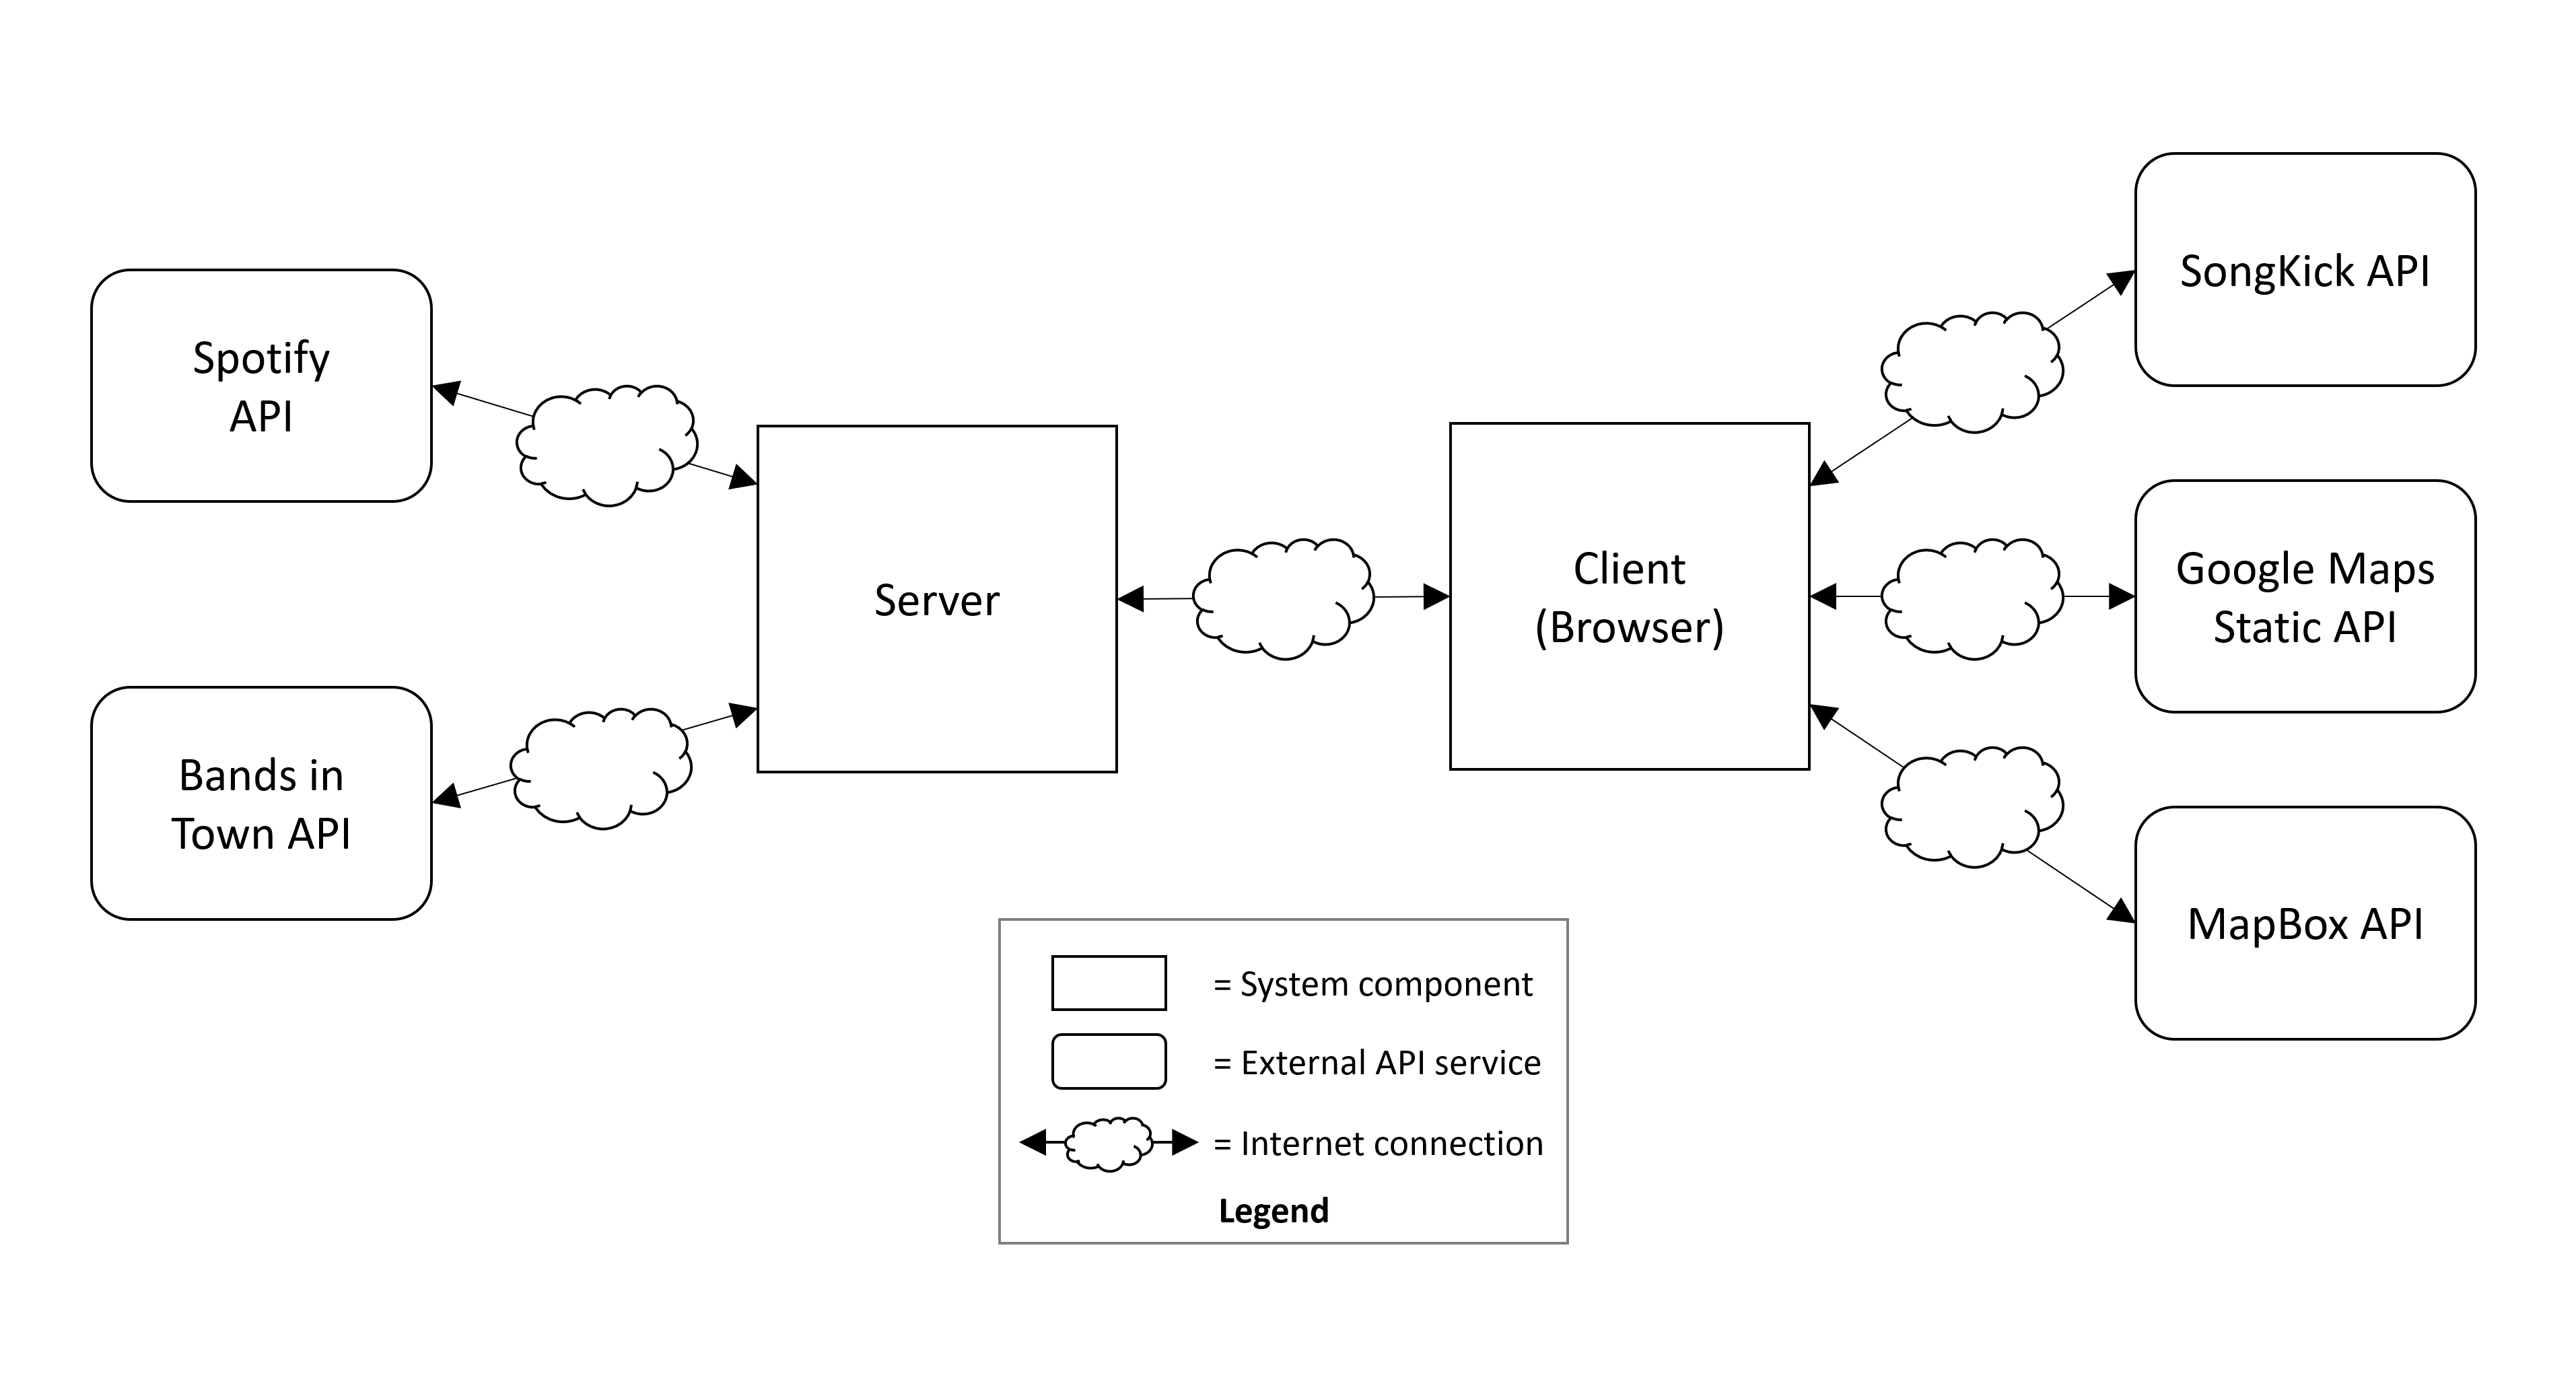 Spotify
API
Bands in
Town API
Server
Client
(Browser)
SongKick API
Google Maps
Static API
MapBox API
= System component
= External API service
= Internet connection
Legend